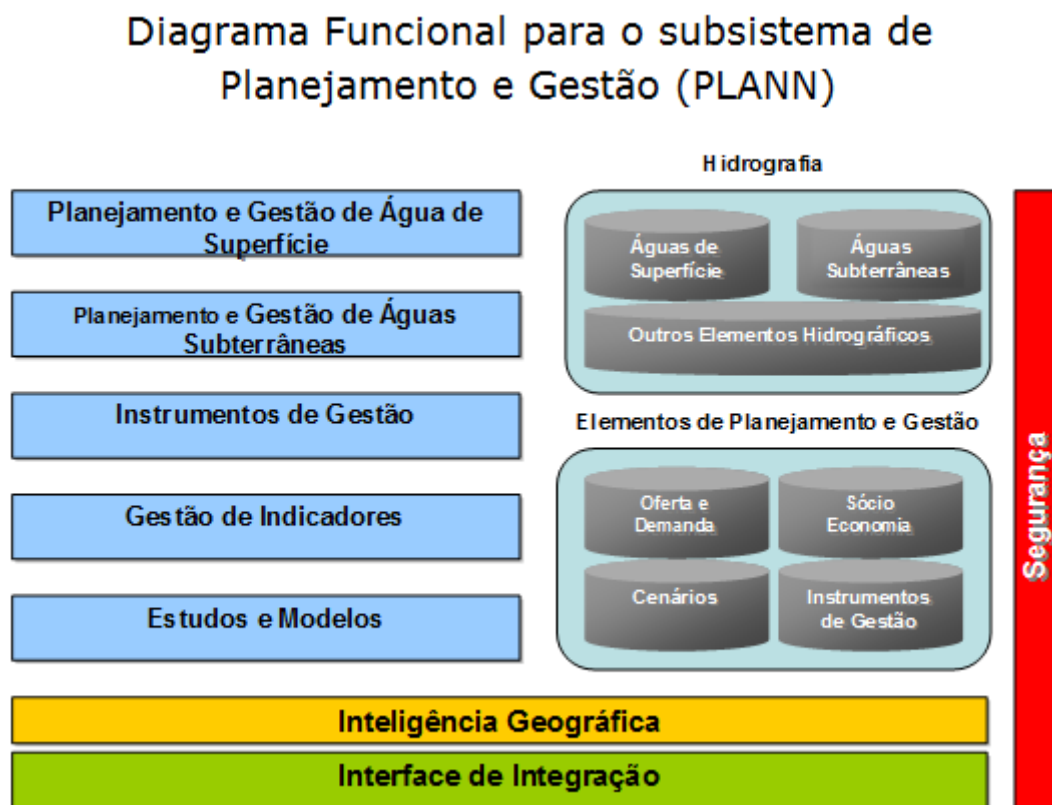 Diagrama Funcional para o subsistema de
Planejamento e Gestão (PLANN)
Planejamento e Gestão de Água de
Superfície
Planejamento e Gestão de Águas
Subterrâneas
Instrumentos de Gestão
Gestão de Indicadores
Estudos e Modelos
Hidrografia
Águas de
Superfície
Águas
Subterrâneas
Outros Elementos Hidrográficos
Elementos de Planejamento e Gestão
Oferta e
Demanda
Sócio
Economia
Cenários
Instrumentos
de Gestão
Segurança
Inteligência Geográfica
Interface de Integração